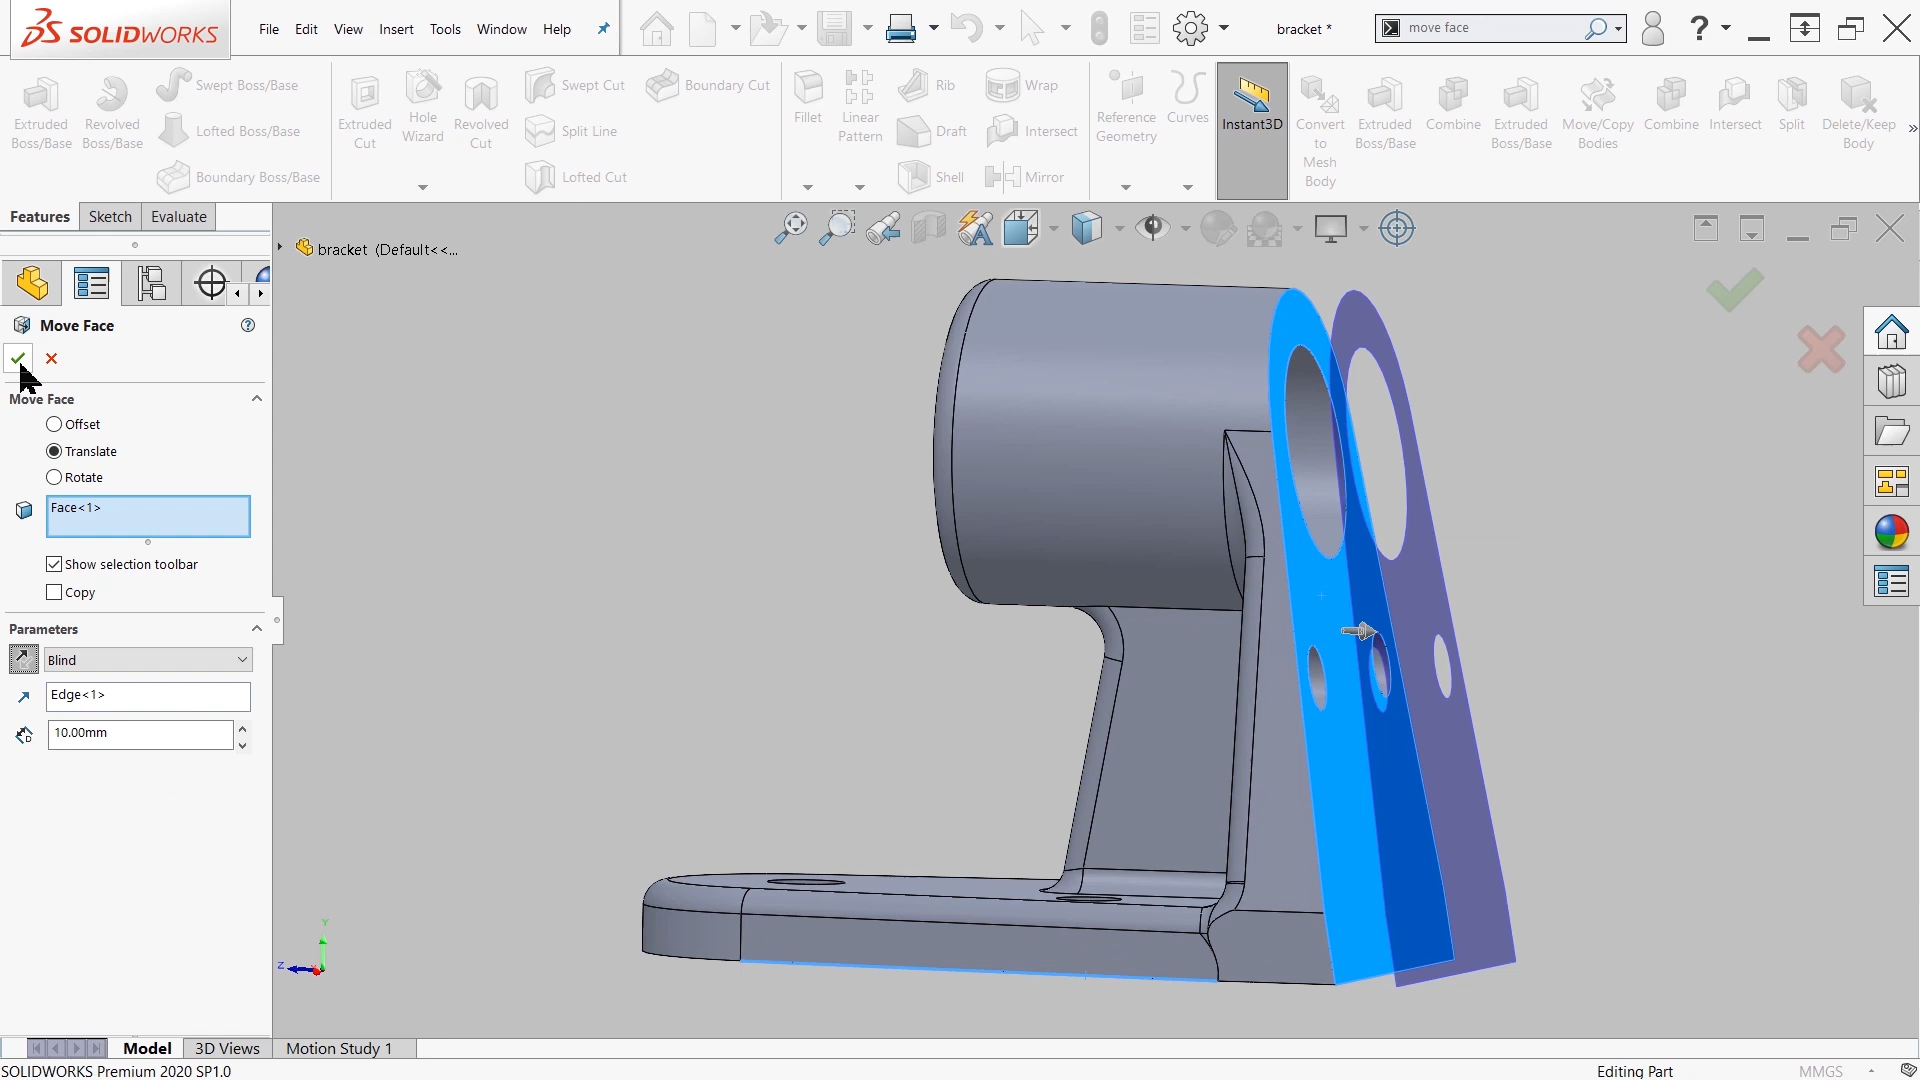 SOLIDWORKS
File Edit View Insert Tools Window Help
bracket *
move face
?
Extruded Boss/Base
Revolved Boss/Base
Swept Boss/Base
Lofted Boss/Base
Boundary Boss/Base
Extruded Cut
Hole Wizard
Revolved Cut
Swept Cut
Split Line
Lofted Cut
Boundary Cut
Fillet
Linear Pattern
Rib
Draft
Shell
Wrap
Intersect
Mirror
Reference Geometry
Curves
Instant3D
Convert to Mesh Body
Extruded Boss/Base
Combine
Extruded Boss/Base
Move/Copy Bodies
Combine
Intersect
Split
Delete/Keep Body
Features Sketch Evaluate
bracket (Default<<...
Move Face
Move Face
Offset
Translate
Rotate
Face<1>
Show selection toolbar
Copy
Parameters
Blind
Edge<1>
10.00mm
Y
Z
Model 3D Views Motion Study 1
SOLIDWORKS Premium 2020 SP1.0
Editing Part
MMGS